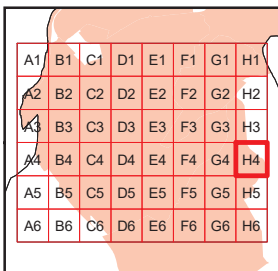 A1 B1 C1 D1 E1 F1 G1 H1
A2 B2 C2 D2 E2 F2 G2 H2
A3 B3 C3 D3 E3 F3 G3 H3
A4 B4 C4 D4 E4 F4 G4 H4
A5 B5 C5 D5 E5 F5 G5 H5
A6 B6 C6 D6 E6 F6 G6 H6